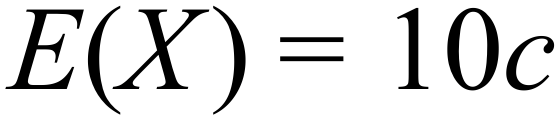 E(X) = 10c